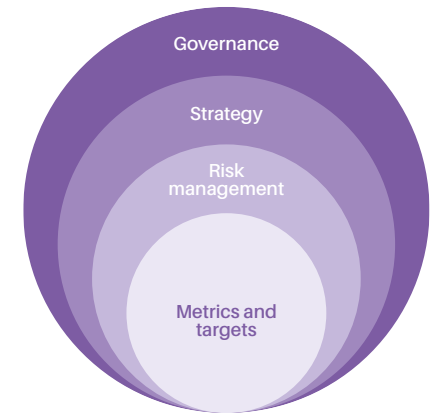 Governance
Strategy
Risk
management
Metrics and
targets